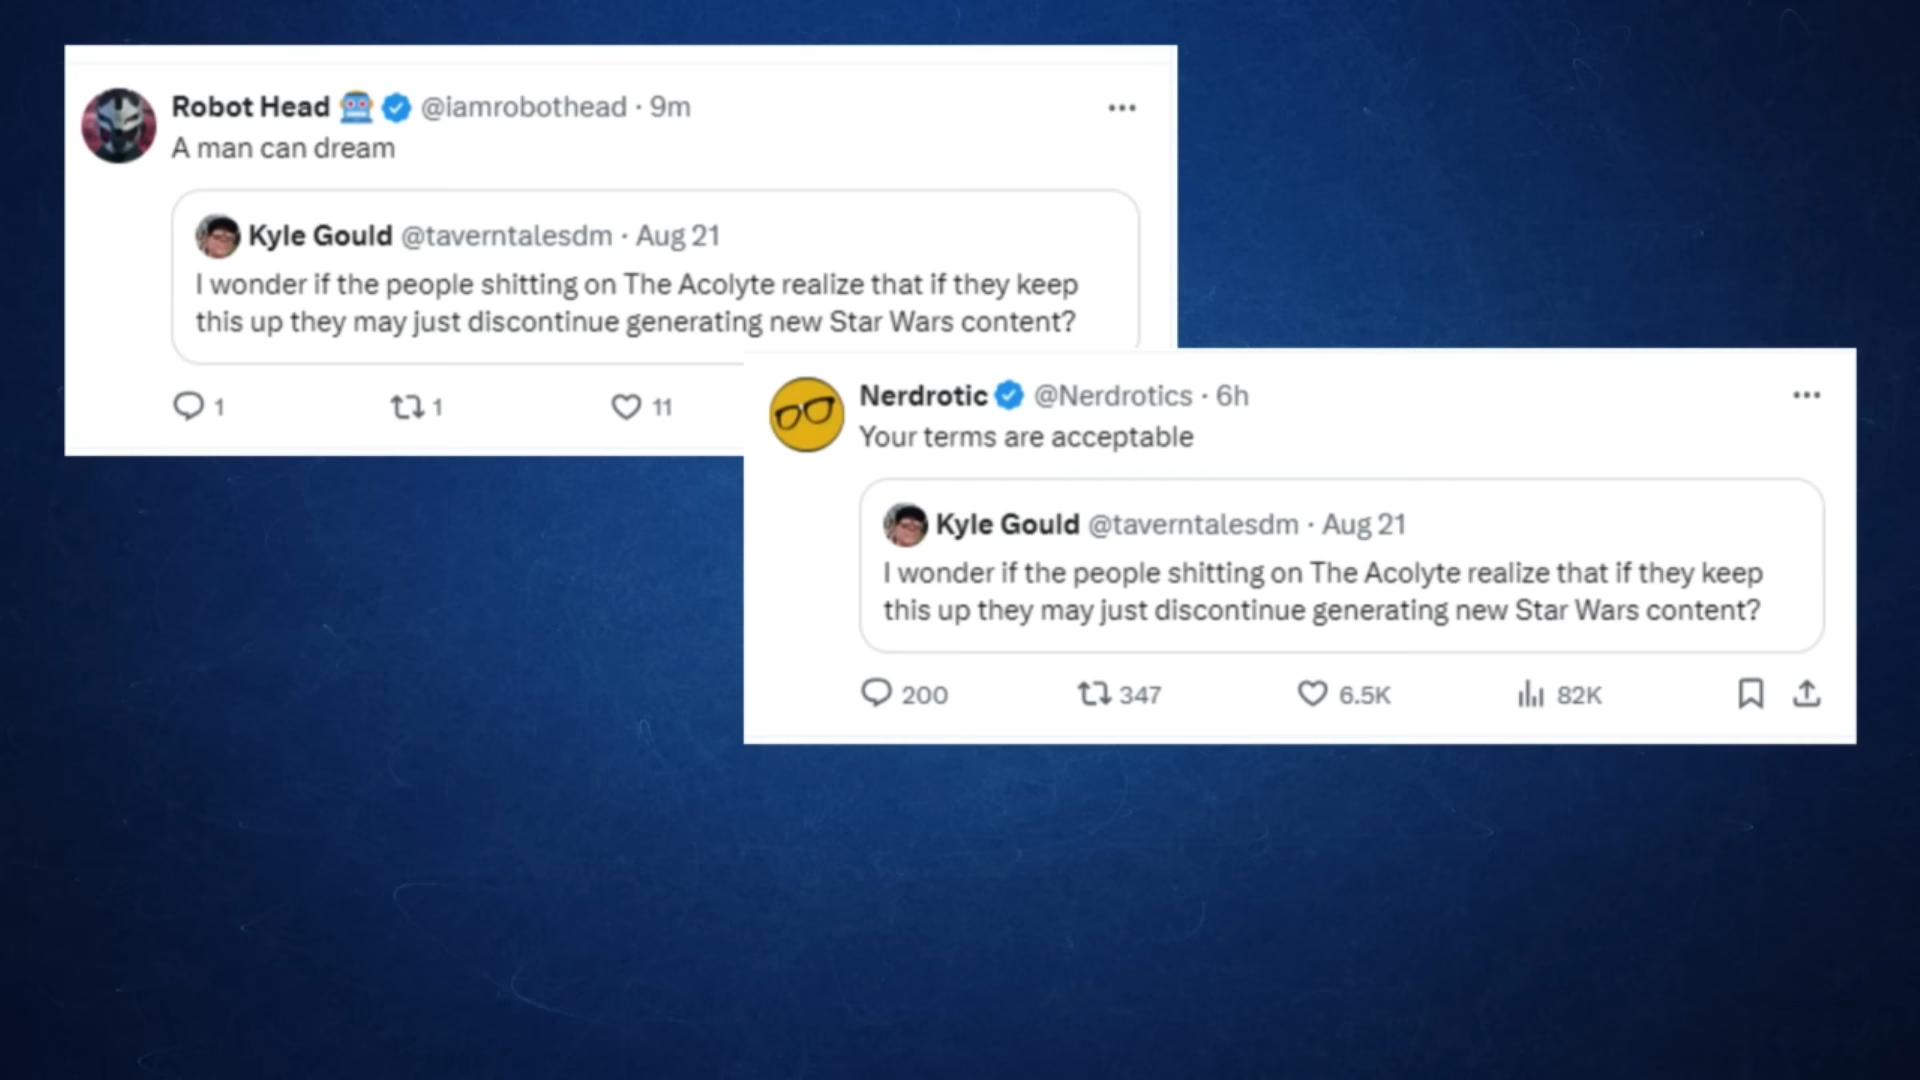 Robot Head 🤖 @iamrobothead · 9m
A man can dream
Kyle Gould @taverntalesdm · Aug 21
I wonder if the people shitting on The Acolyte realize that if they keep
this up they may just discontinue generating new Star Wars content?
1 1 11
Nerdrotic @Nerdrotics · 6h
Your terms are acceptable
Kyle Gould @taverntalesdm · Aug 21
I wonder if the people shitting on The Acolyte realize that if they keep
this up they may just discontinue generating new Star Wars content?
200 347 6.5K 82K